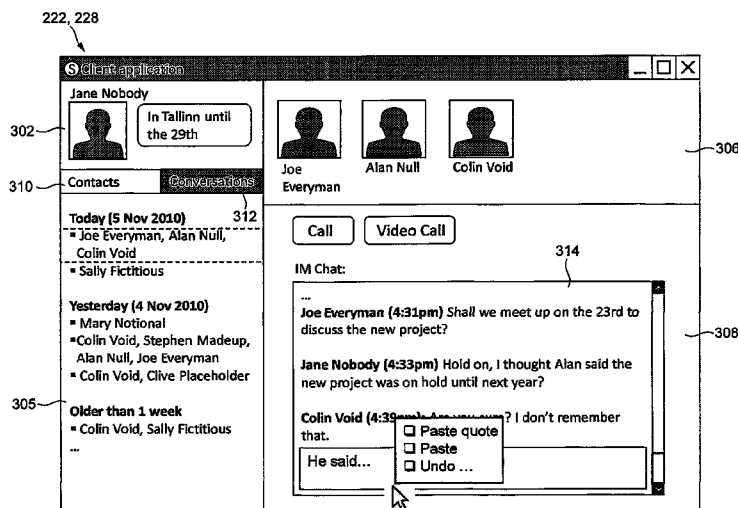 222, 228
S Client application
Jane Nobody
In Tallinn until
the 29th
302
310
Contacts
Conversations
312
Today (5 Nov 2010)
▪ Joe Everyman, Alan Null,
Colin Void
▪ Sally Fictitious
Yesterday (4 Nov 2010)
▪ Mary Notional
▪Colin Void, Stephen Madeup,
Alan Null, Joe Everyman
▪ Colin Void, Clive Placeholder
305
Older than 1 week
▪ Colin Void, Sally Fictitious
...
Joe
Everyman
Alan Null
Colin Void
306
Call
Video Call
314
IM Chat:
...
Joe Everyman (4:31pm) Shall we meet up on the 23rd to
discuss the new project?
308
Jane Nobody (4:33pm) Hold on, I thought Alan said the
new project was on hold until next year?
Colin Void (4:39pm): Are you sure? I don't remember
that.
He said...
Paste quote
Paste
Undo ...